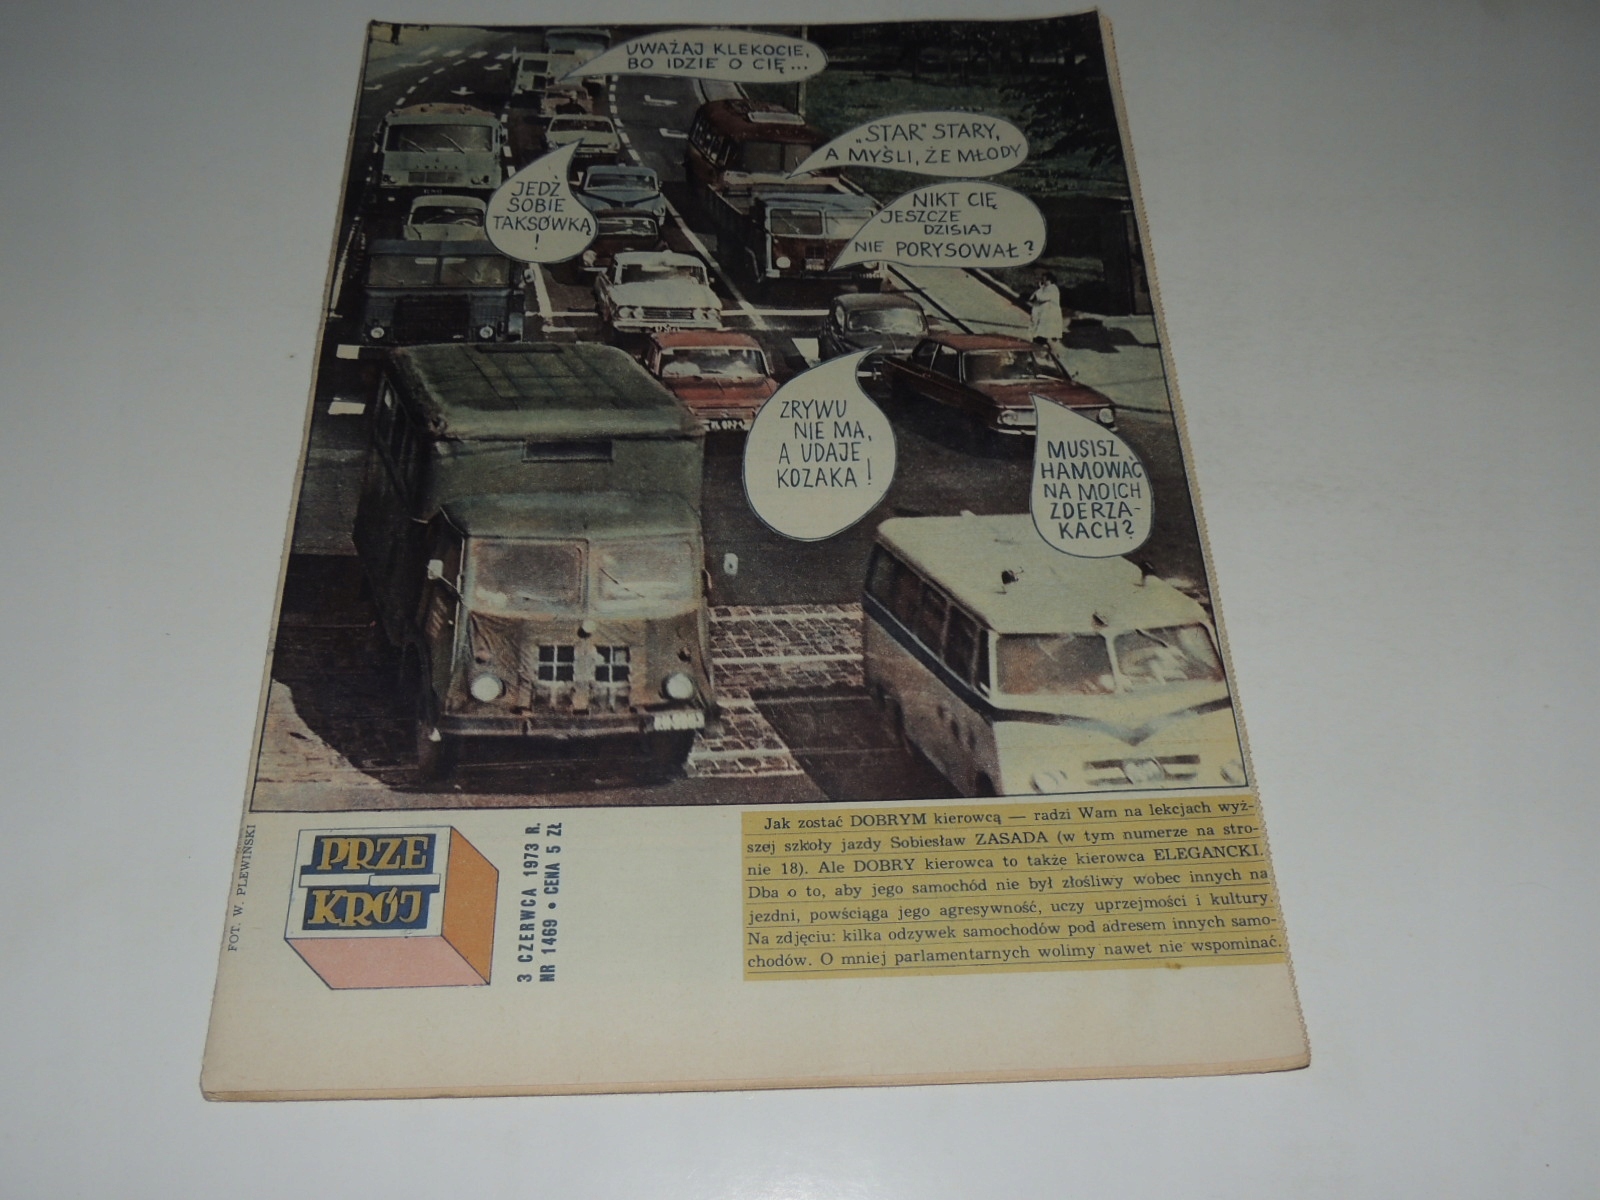 UWAŻAJ KLEKOCIE,
BO IDZIE O CIĘ...
„STAR" STARY,
A MYŚLI, ŻE MŁODY
JEDŹ
SOBIE
TAKSÓWKĄ
!
NIKT CIĘ
JESZCZE
DZISIAJ
NIE PORYSOWAŁ?
ZRYWU
NIE MA,
A UDAJE
KOZAKA!
MUSISZ
HAMOWAĆ
NA MOICH
ZDERZA-
KACH?
FOT. W. PLEWIŃSKI
PRZE
KRÓJ
3 CZERWCA 1973 R.
NR 1469 • CENA 5 ZŁ
Jak zostać DOBRYM kierowcą — radzi Wam na lekcjach wyż-
szej szkoły jazdy Sobiesław ZASADA (w tym numerze na stro-
nie 18). Ale DOBRY kierowca to także kierowca ELEGANCKI.
Dba o to, aby jego samochód nie był złośliwy wobec innych na
jezdni, powściąga jego agresywność, uczy uprzejmości i kultury.
Na zdjęciu: kilka odzywek samochodów pod adresem innych samo-
chodów. O mniej parlamentarnych wolimy nawet nie wspominać.